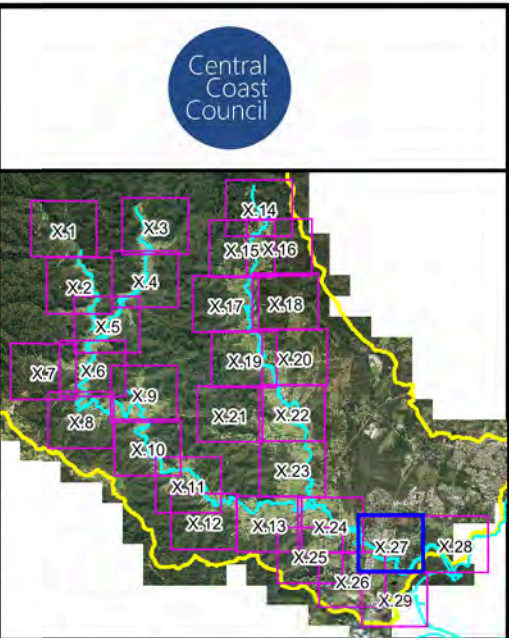 Central
Coast
Council
X.1
X.3
X.14
X.15
X.16
X.2
X.4
X.5
X.17
X.18
X.7
X.6
X.19
X.20
X.9
X.8
X.21
X.22
X.10
X.23
X.11
X.12
X.13
X.24
X.27
X.28
X.25
X.26
X.29